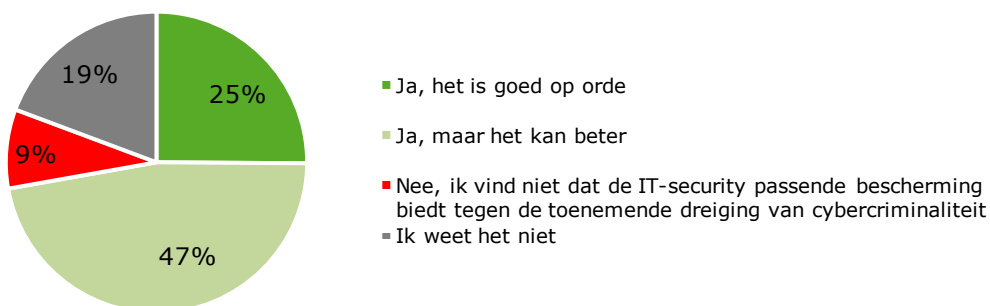 19%
25%
9%
47%
Ja, het is goed op orde
Ja, maar het kan beter
Nee, ik vind niet dat de IT-security passende bescherming
biedt tegen de toenemende dreiging van cybercriminaliteit
Ik weet het niet